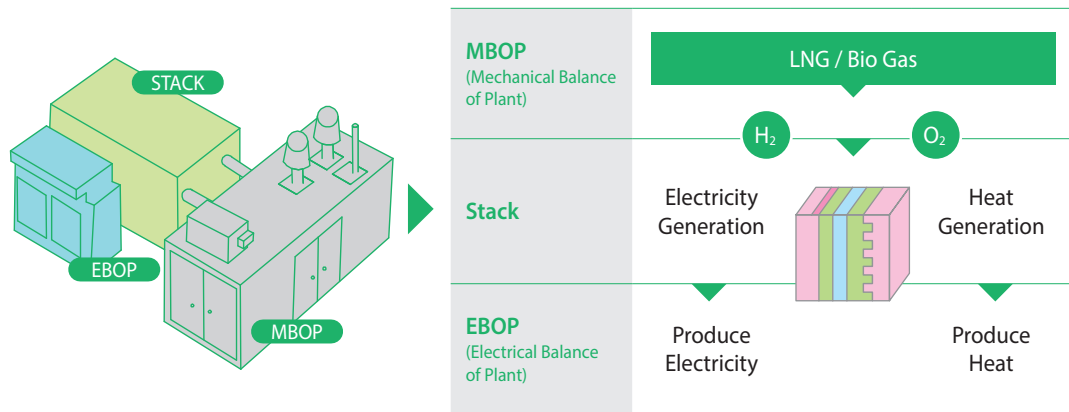 STACK
EBOP
MBOP
MBOP
(Mechanical Balance
of Plant)
LNG / Bio Gas
H₂
O₂
Stack
Electricity
Generation
Heat
Generation
EBOP
(Electrical Balance
of Plant)
Produce
Electricity
Produce
Heat